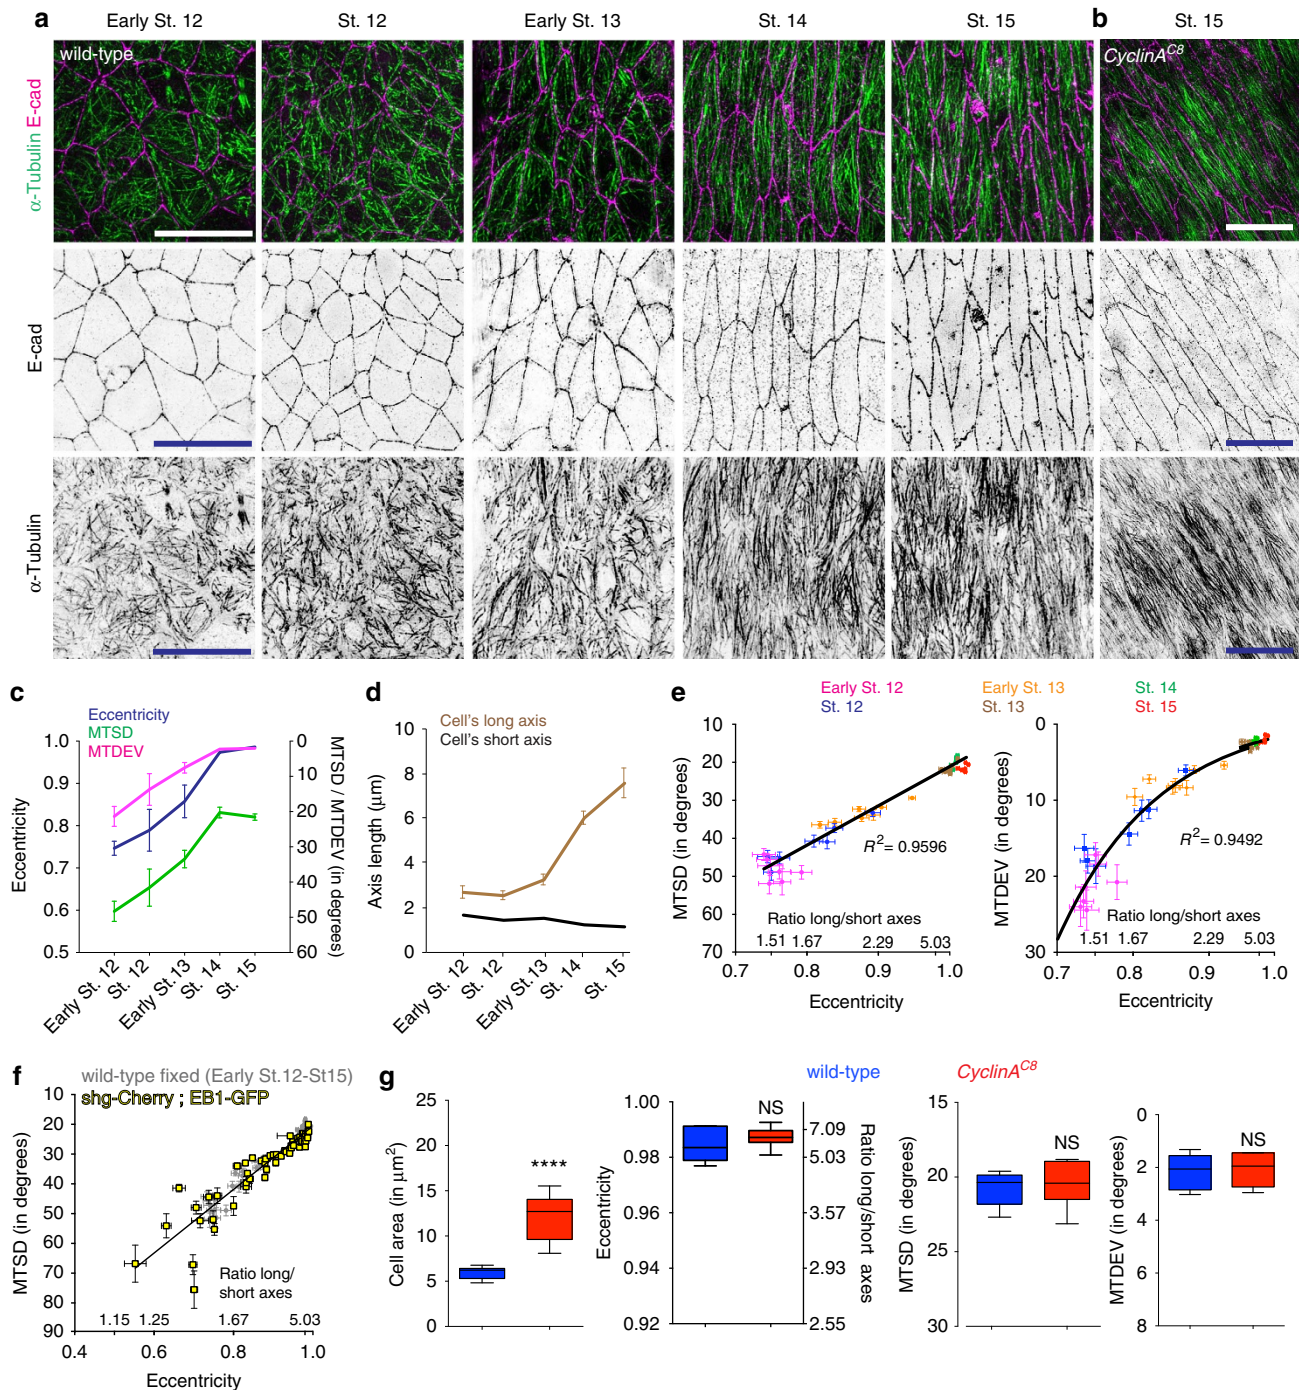 a
Early St. 12
St. 12
Early St. 13
St. 14
St. 15
b
St. 15
wild-type
CyclinA^C8
α-Tubulin E-cad
E-cad
α-Tubulin
c
Eccentricity
MTSD
MTDEV
1.0
0.9
0.8
0.7
0.6
0.5
Eccentricity
0
10
20
30
40
50
60
MTSD / MTDEV (in degrees)
Early St. 12
St. 12
Early St. 13
St. 14
St. 15
d
Cell's long axis
Cell's short axis
10
8
6
4
2
0
Axis length (μm)
Early St. 12
St. 12
Early St. 13
St. 14
St. 15
e
Early St. 12
St. 12
Early St. 13
St. 13
St. 14
St. 15
10
20
30
40
50
60
70
MTSD (in degrees)
R²= 0.9596
Ratio long/short axes
1.51 1.67 2.29 5.03
0.7 0.8 0.9 1.0
Eccentricity
0
10
20
30
MTDEV (in degrees)
R²= 0.9492
Ratio long/short axes
1.51 1.67 2.29 5.03
0.7 0.8 0.9 1.0
Eccentricity
f
wild-type fixed (Early St.12-St15)
shg-Cherry ; EB1-GFP
10
20
30
40
50
60
70
80
90
MTSD (in degrees)
Ratio long/
short axes
1.15 1.25 1.67 5.03
0.4 0.6 0.8 1.0
Eccentricity
g
wild-type
CyclinA^C8
25
20
15
10
5
0
Cell area (in μm²)
****
1.00
0.98
0.96
0.94
0.92
Eccentricity
NS
7.09
5.03
3.57
2.93
2.55
Ratio long/short axes
15
20
25
30
MTSD (in degrees)
NS
0
2
4
6
8
MTDEV (in degrees)
NS